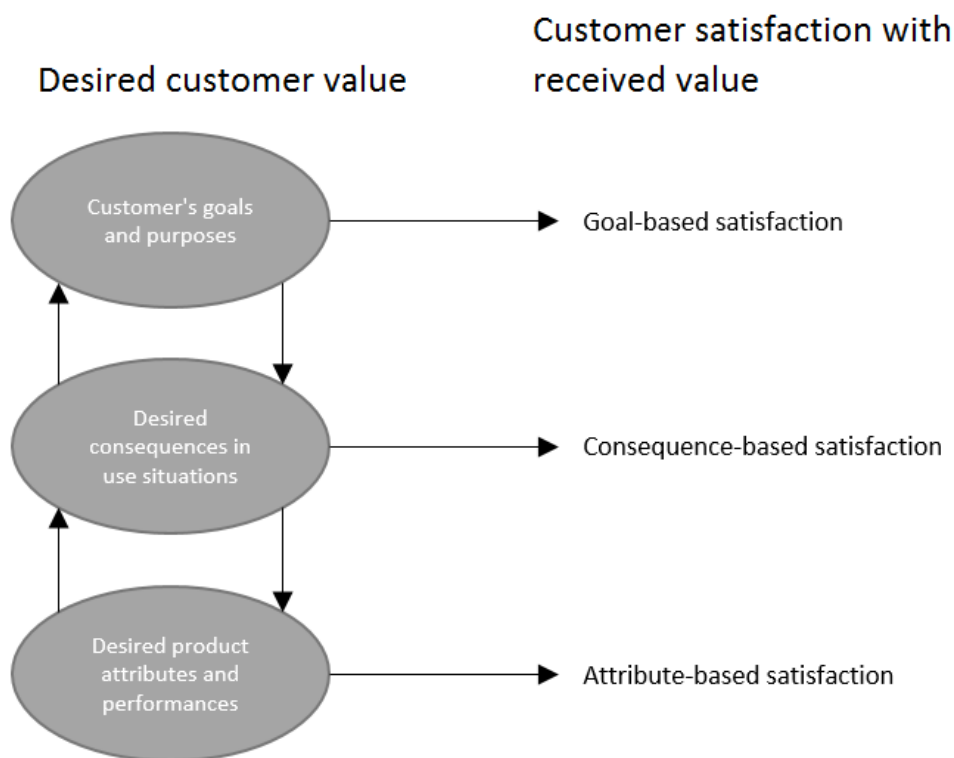 Desired customer value
Customer satisfaction with
received value
Customer's goals
and purposes
Goal-based satisfaction
Desired
consequences in
use situations
Consequence-based satisfaction
Desired product
attributes and
performances
Attribute-based satisfaction